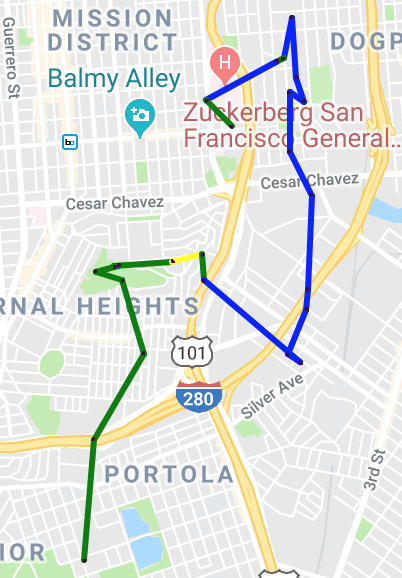 Guerrero St
MISSION
DISTRICT
DOGP
Balmy Alley
H
Zuckerberg San
Francisco General...
Cesar Chavez
Cesar Chavez
RNAL HEIGHTS
101
280
Silver Ave
3rd St
PORTOLA
IOR